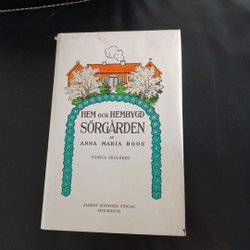 HEM OCH HEMBYGD
SÖRGÅRDEN
AV
ANNA MARIA ROOS
FÖRSTA SKOLÅRET
ALBERT BONNIERS FÖRLAG
STOCKHOLM